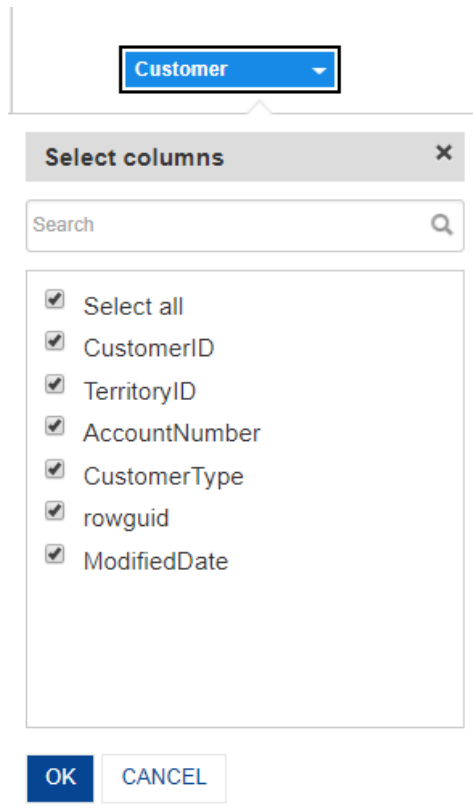 Customer
Select columns
Search
Select all
CustomerID
TerritoryID
AccountNumber
CustomerType
rowguid
ModifiedDate
OK CANCEL